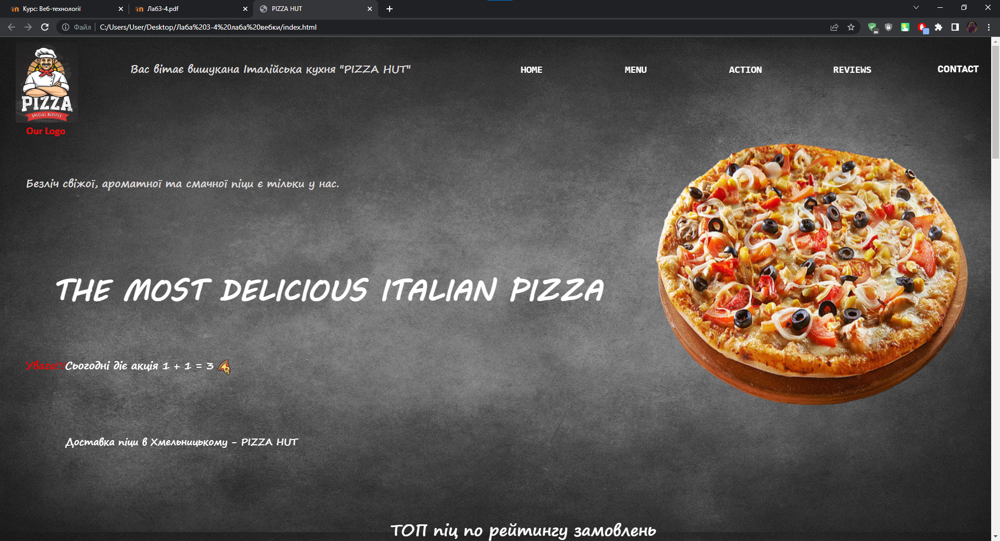 Курс: Веб-технології
Лаб3-4.pdf
PIZZA HUT
Файл
C:/Users/User/Desktop/Лаба%203-4%20лаба%20вебки/index.html
Вас вітає вишукана Італійська кухня "PIZZA HUT"
HOME
MENU
ACTION
REVIEWS
CONTACT
PIZZA
SPECIAL RECIPES
Our Logo
Безліч свіжої, ароматної та смачної піци є тільки у нас.
THE MOST DELICIOUS ITALIAN PIZZA
Увага!!!Сьогодні діє акція 1 + 1 = 3
Доставка піци в Хмельницькому - PIZZA HUT
ТОП піц по рейтингу замовлень